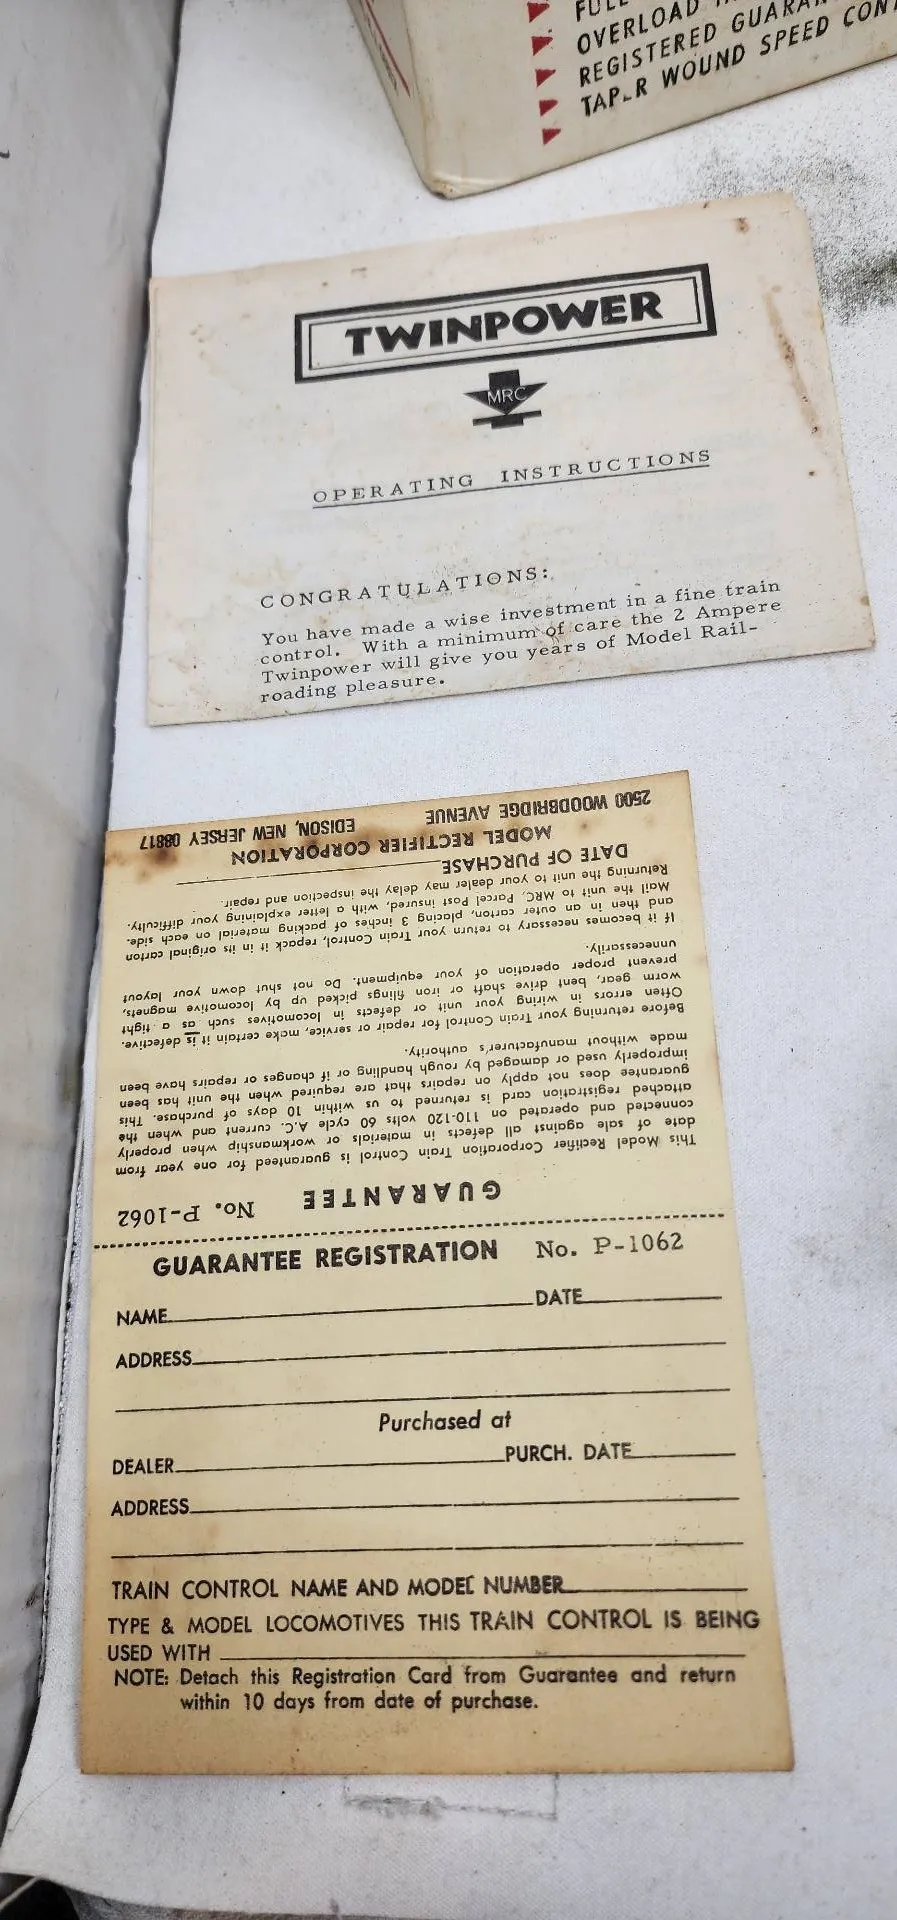 OVERLOAD
REGISTERED
WOUND SPEED
TWINPOWER
MRC
OPERATING INSTRUCTIONS
CONGRATULATIONS:
You have made a wise investment in a fine train
control. With a minimum of care the 2 Ampere
Twinpower will give you years of Model Rail-
roading pleasure.
GUARANTEE REGISTRATION No. P-1062
NAME DATE
ADDRESS
Purchased at
DEALER PURCH. DATE
ADDRESS
TRAIN CONTROL NAME AND MODEL NUMBER
TYPE & MODEL LOCOMOTIVES THIS TRAIN CONTROL IS BEING
USED WITH
NOTE: Detach this Registration Card from Guarantee and return
within 10 days from date of purchase.
GUARANTEE No. P-1062
This Model Rectifier Corporation Train Control is guaranteed for one year from
date of sale against all defects in materials or workmanship when properly
connected and operated on 110-120 volts 60 cycle A.C. current and when the
attached registration card is returned to us within 10 days of purchase. This
guarantee does not apply on repairs that are required when the unit has been
improperly used or damaged by rough handling or if changes or repairs have been
made without manufacturer's authority.
Before returning your Train Control for repair or service, make certain it is defective.
Often errors in wiring your unit or defects in locomotives such as a tight
worm gear, bent drive shaft or iron filings picked up by locomotive magnets,
prevent proper operation of your equipment. Do not shut down your layout
unnecessarily.
If it becomes necessary to return your Train Control, repack it in its original carton
and then in an outer carton, placing 3 inches of packing material on each side.
Mail the unit to MRC, Parcel Post insured, with a letter explaining your difficulty.
Returning the unit to your dealer may delay the inspection and repair.
DATE OF PURCHASE
MODEL RECTIFIER CORPORATION
2500 WOODBRIDGE AVENUE EDISON, NEW JERSEY 08817